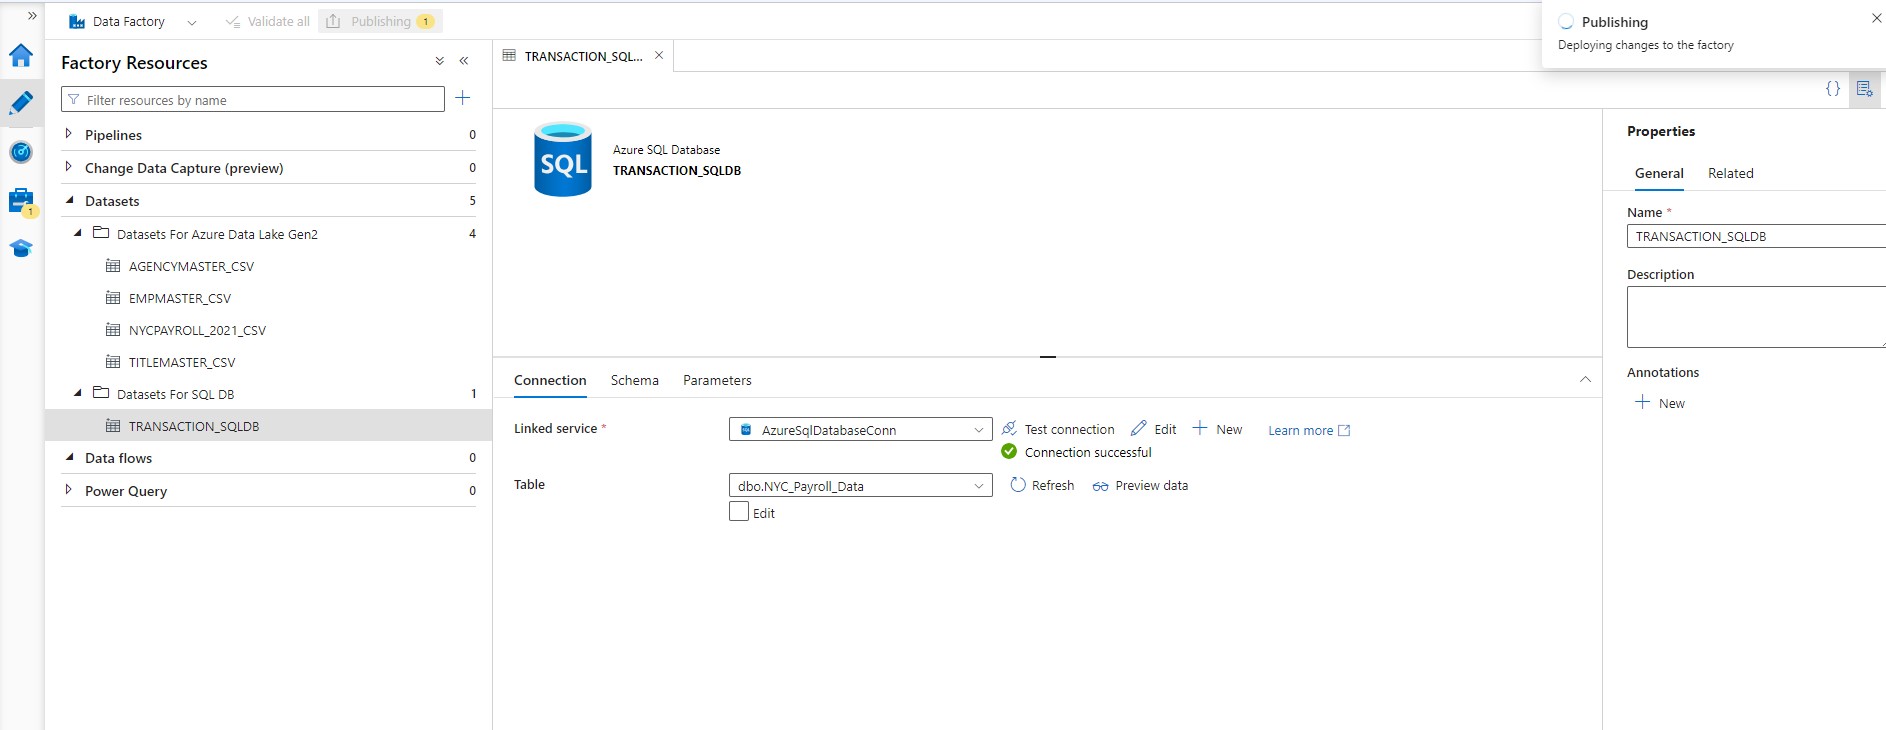 Data Factory
Validate all
Publishing 1
Publishing
Deploying changes to the factory
1
Factory Resources
Filter resources by name
Pipelines 0
Change Data Capture (preview) 0
Datasets 5
Datasets For Azure Data Lake Gen2 4
AGENCYMASTER_CSV
EMPMASTER_CSV
NYCPAYROLL_2021_CSV
TITLEMASTER_CSV
Datasets For SQL DB 1
TRANSACTION_SQLDB
Data flows 0
Power Query 0
TRANSACTION_SQL...
{}
SQL
Azure SQL Database
TRANSACTION_SQLDB
Connection Schema Parameters
Linked service * SQL AzureSqlDatabaseConn Test connection Edit New Learn more
Connection successful
Table dbo.NYC_Payroll_Data Refresh Preview data
Edit
Properties
General Related
Name *
TRANSACTION_SQLDB
Description
Annotations
New